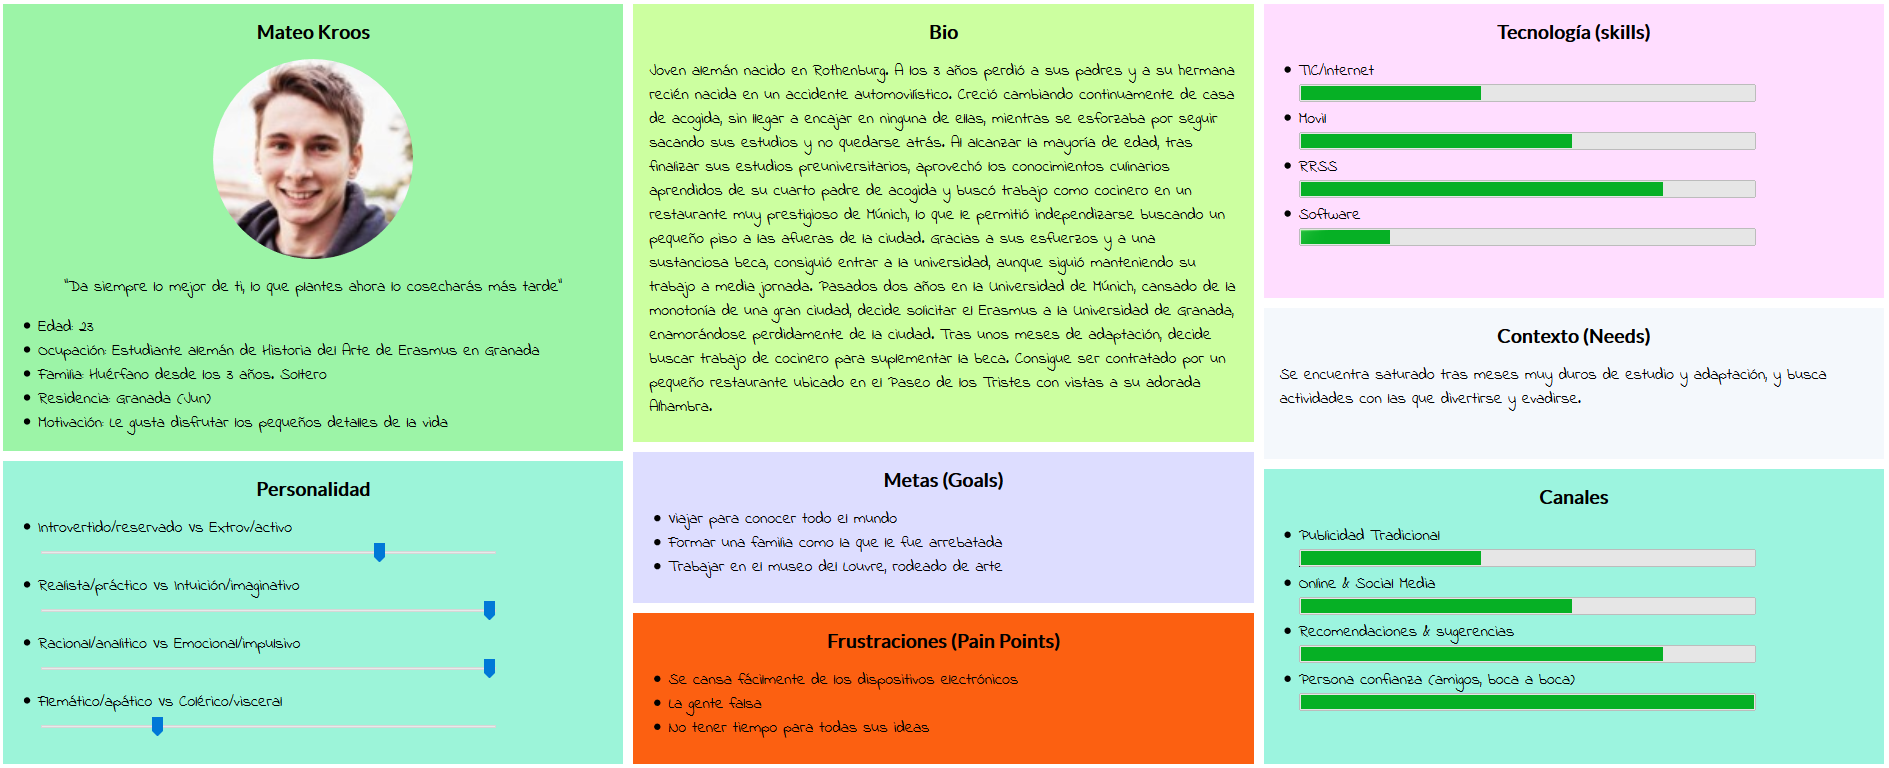 Mateo Kroos
"Da siempre lo mejor de ti, lo que plantes ahora lo cosecharás más tarde"
Edad: 23
Ocupación: Estudiante alemán de Historia del Arte de Erasmus en Granada
Familia: Huérfano desde los 3 años. Soltero
Residencia: Granada (Jun)
Motivación: Le gusta disfrutar los pequeños detalles de la vida
Personalidad
Introvertido/reservado Vs Extrov/activo
Realista/práctico Vs Intuición/imaginativo
Racional/analitico Vs Emocional/impulsivo
Flemático/apático Vs Colérico/visceral
Bio
Joven alemán nacido en Rothenburg. A los 3 años perdió a sus padres y a su hermana
recién nacida en un accidente automovilístico. Creció cambiando continuamente de casa
de acogida, sin llegar a encajar en ninguna de ellas, mientras se esforzaba por seguir
sacando sus estudios y no quedarse atrás. Al alcanzar la mayoría de edad, tras
finalizar sus estudios preuniversitarios, aprovechó los conocimientos culinarios
aprendidos de su cuarto padre de acogida y buscó trabajo como cocinero en un
restaurante muy prestigioso de Múnich, lo que le permitió independizarse buscando un
pequeño piso a las afueras de la ciudad. Gracias a sus esfuerzos y a una
sustanciosa beca, consiguió entrar a la universidad, aunque siguió manteniendo su
trabajo a media jornada. Pasados dos años en la Universidad de Múnich, cansado de la
monotonía de una gran ciudad, decide solicitar el Erasmus a la Universidad de Granada,
enamorándose perdidamente de la ciudad. Tras unos meses de adaptación, decide
buscar trabajo de cocinero para suplementar la beca. Consigue ser contratado por un
pequeño restaurante ubicado en el Paseo de los Tristes con vistas a su adorada
Alhambra.
Metas (Goals)
Viajar para conocer todo el mundo
Formar una familia como la que le fue arrebatada
Trabajar en el museo del Louvre, rodeado de arte
Frustraciones (Pain Points)
Se cansa fácilmente de los dispositivos electrónicos
La gente falsa
No tener tiempo para todas sus ideas
Tecnología (skills)
TIC/Internet
Movil
RRSS
Software
Contexto (Needs)
Se encuentra saturado tras meses muy duros de estudio y adaptación, y busca
actividades con las que divertirse y evadirse.
Canales
Publicidad Tradicional
Online & Social Media
Recomendaciones & sugerencias
Persona confianza (amigos, boca a boca)